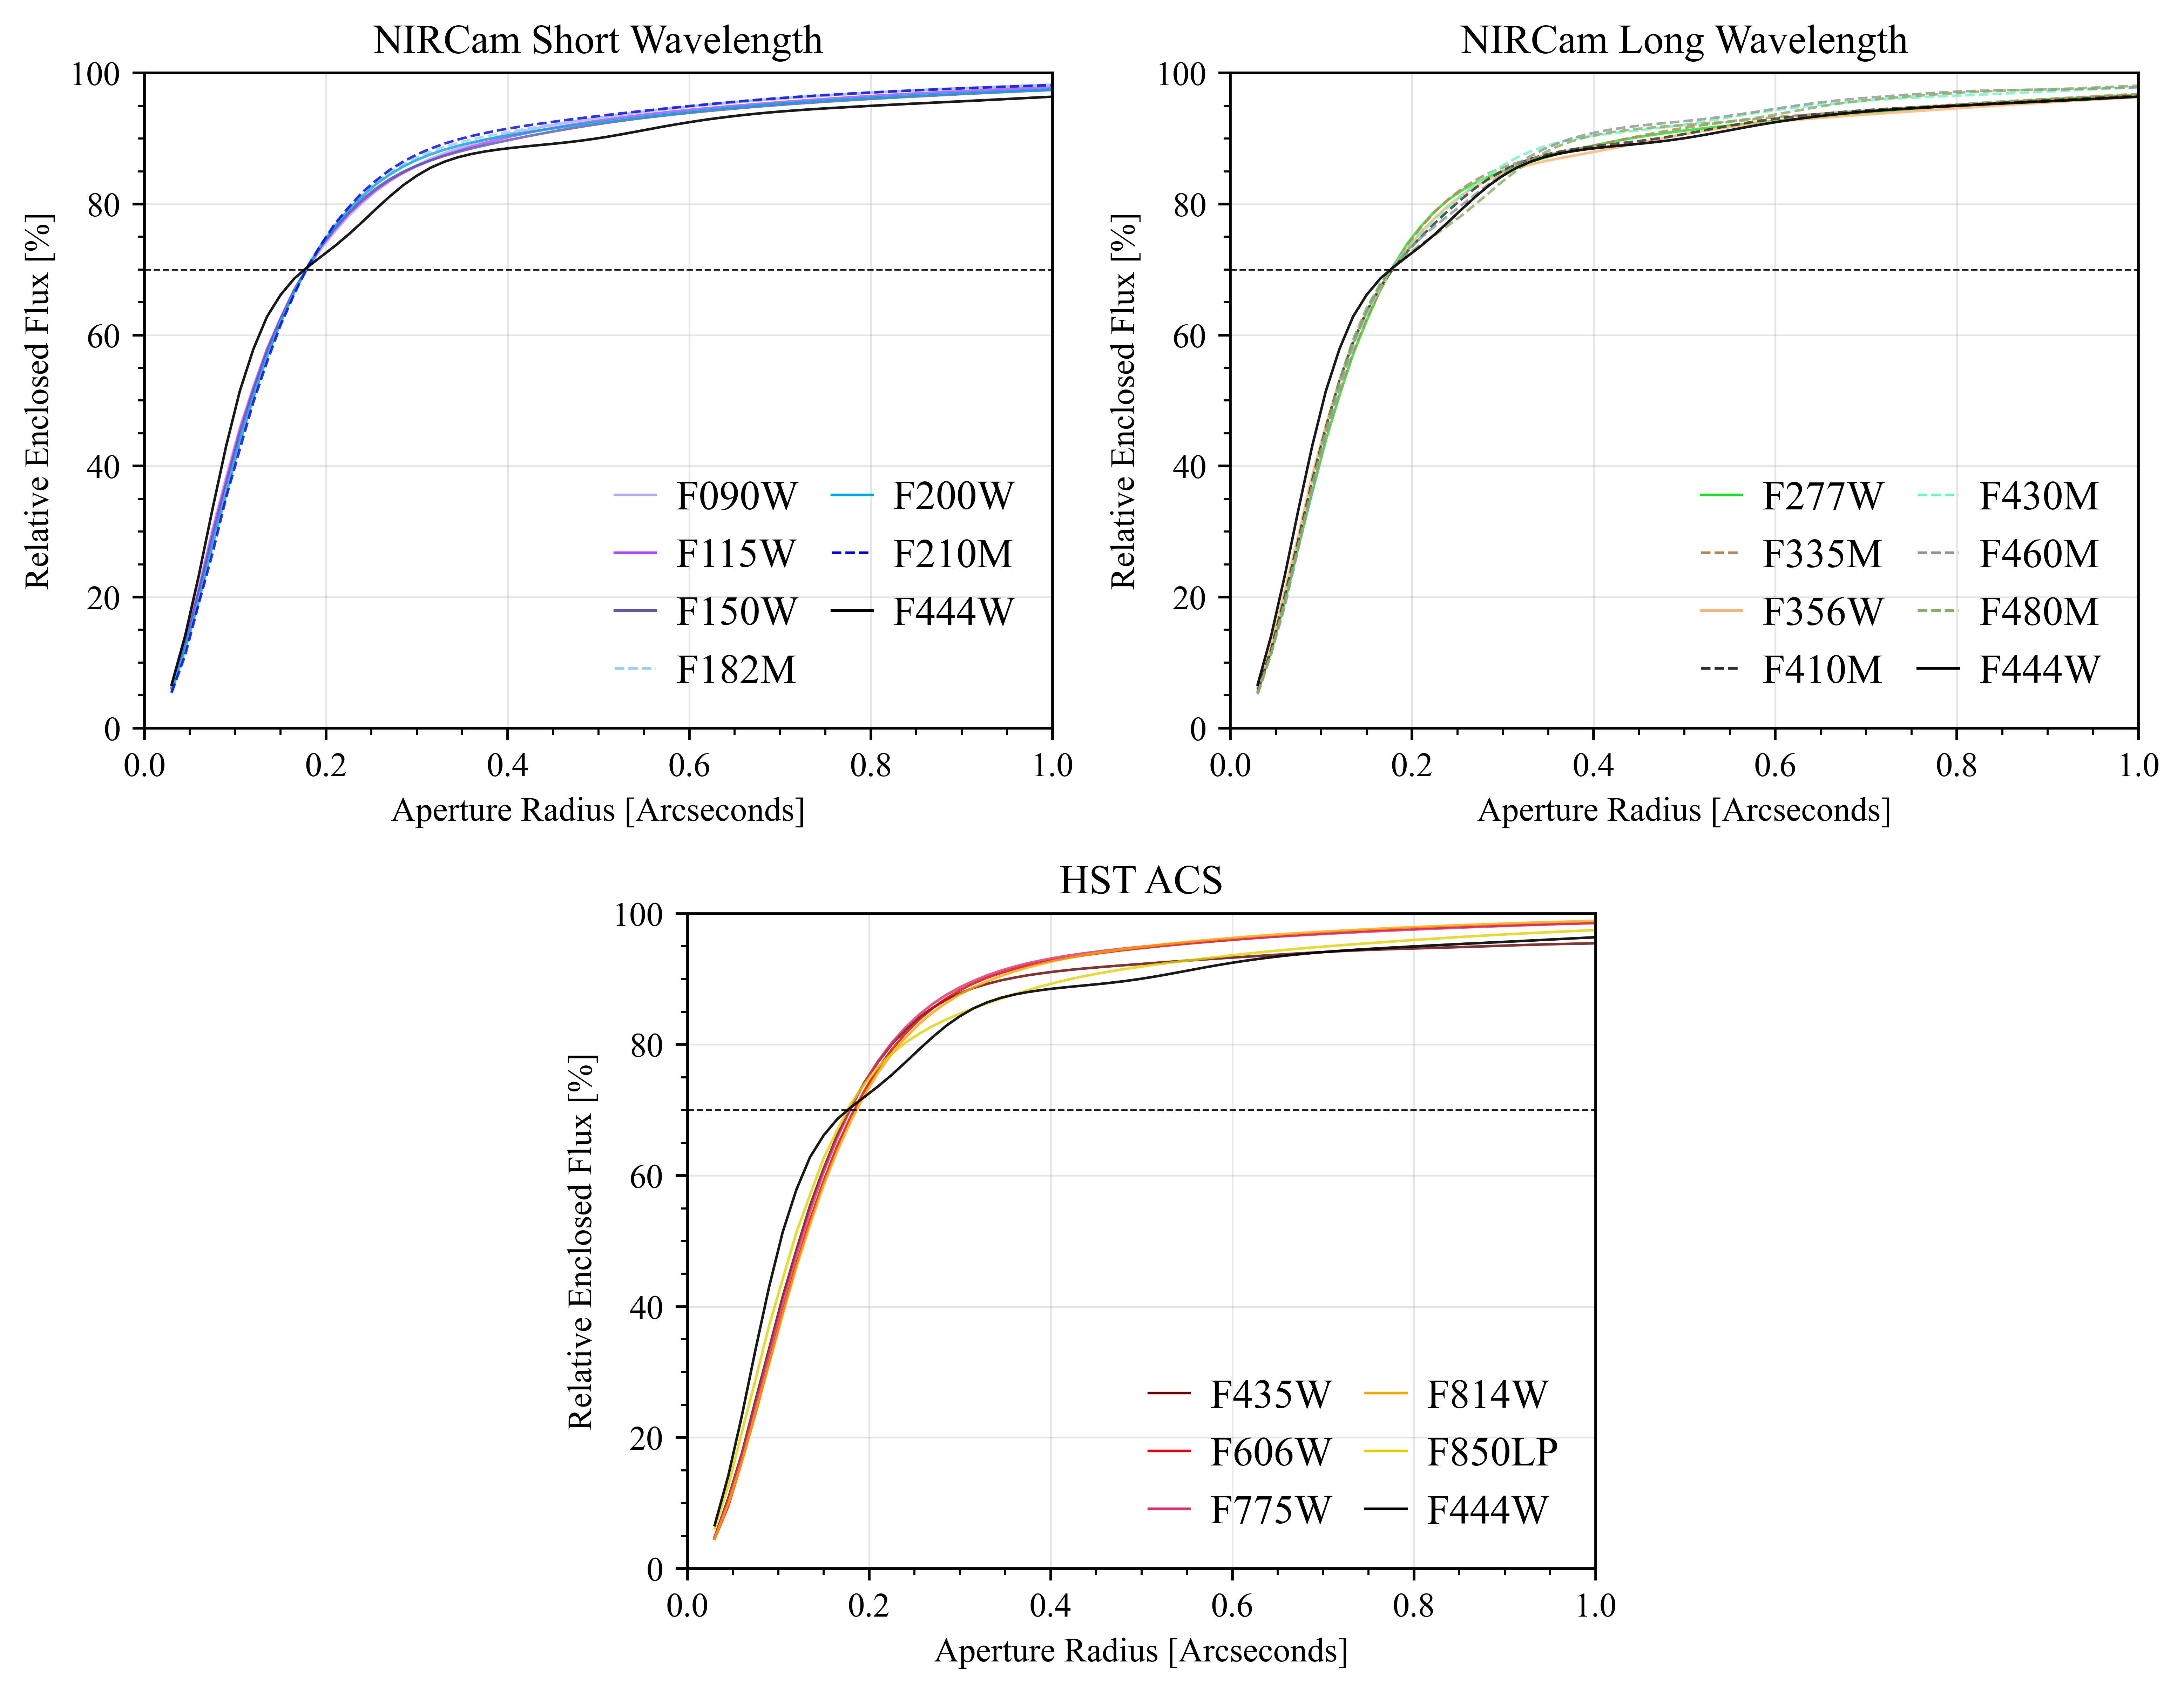 NIRCam Short Wavelength
100
80
60
40
20
0
Relative Enclosed Flux [%]
F090W
F115W
F150W
F182M
F200W
F210M
F444W
0.0 0.2 0.4 0.6 0.8 1.0
Aperture Radius [Arcseconds]
NIRCam Long Wavelength
100
80
60
40
20
0
Relative Enclosed Flux [%]
F277W
F335M
F356W
F410M
F430M
F460M
F480M
F444W
0.0 0.2 0.4 0.6 0.8 1.0
Aperture Radius [Arcseconds]
HST ACS
100
80
60
40
20
0
Relative Enclosed Flux [%]
F435W
F606W
F775W
F814W
F850LP
F444W
0.0 0.2 0.4 0.6 0.8 1.0
Aperture Radius [Arcseconds]